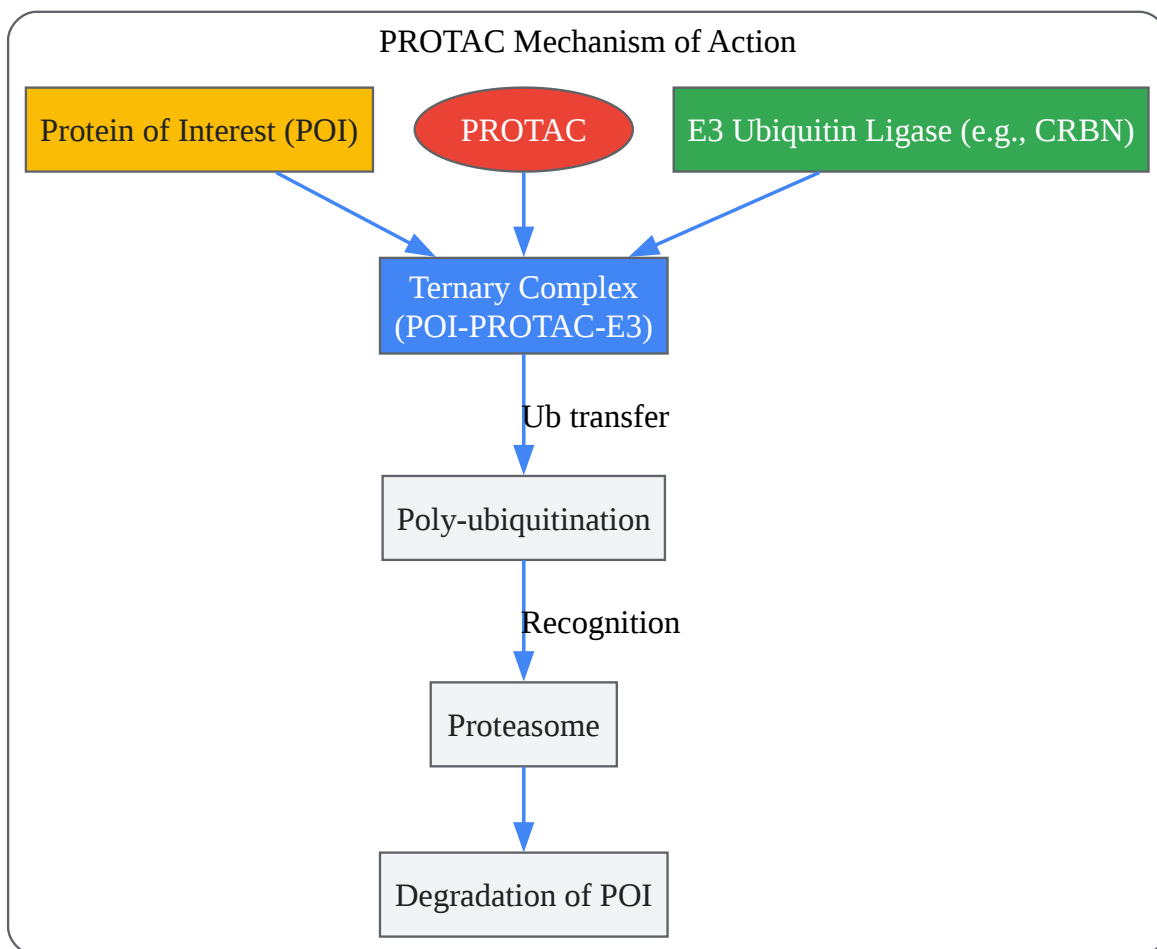 PROTAC Mechanism of Action
Protein of Interest (POI)
PROTAC
E3 Ubiquitin Ligase (e.g., CRBN)
Ternary Complex
(POI-PROTAC-E3)
Ub transfer
Poly-ubiquitination
Recognition
Proteasome
Degradation of POI